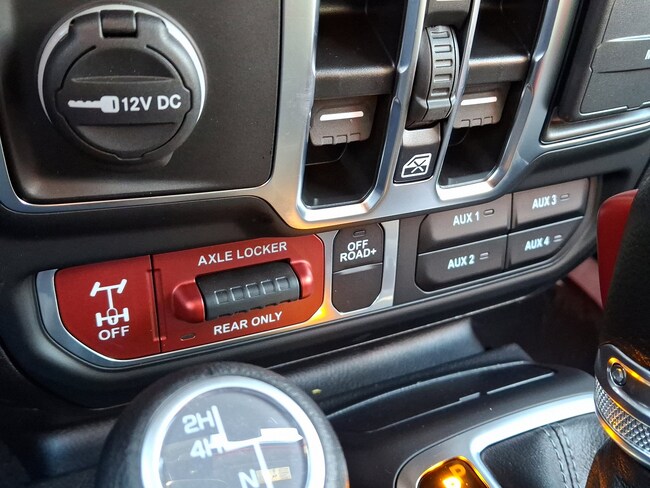 12V DC
OFF
AXLE LOCKER
REAR ONLY
OFF
ROAD+
AUX 1
AUX 2
AUX 3
AUX 4
2H
4H
N
P